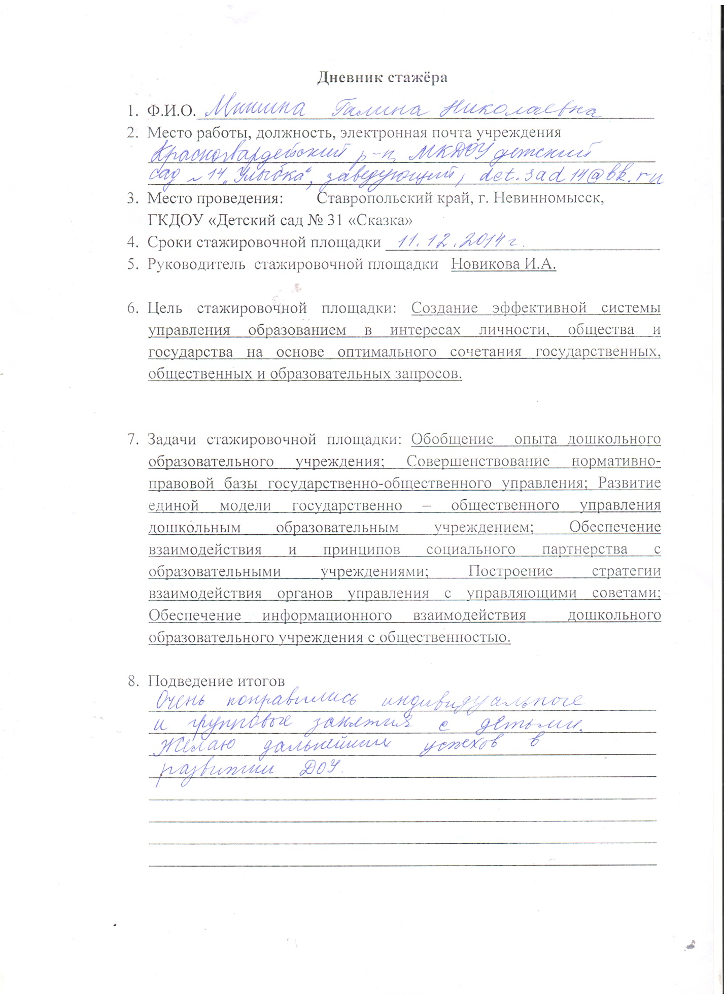 Дневник стажёра
1. Ф.И.О. Мишина Галина Николаевна
2. Место работы, должность, электронная почта учреждения
Красногвардейский р-н, МКДОУ детский
сад №14 „Улыбка“, заведующий, det.sad14@bk.ru
3. Место проведения: Ставропольский край, г. Невинномысск,
ГКДОУ «Детский сад № 31 «Сказка»
4. Сроки стажировочной площадки 11.12.2014 г.
5. Руководитель стажировочной площадки Новикова И.А.
6. Цель стажировочной площадки: Создание эффективной системы
управления образованием в интересах личности, общества и
государства на основе оптимального сочетания государственных,
общественных и образовательных запросов.
7. Задачи стажировочной площадки: Обобщение опыта дошкольного
образовательного учреждения; Совершенствование нормативно-
правовой базы государственно-общественного управления; Развитие
единой модели государственно – общественного управления
дошкольным образовательным учреждением; Обеспечение
взаимодействия и принципов социального партнерства с
образовательными учреждениями; Построение стратегии
взаимодействия органов управления с управляющими советами;
Обеспечение информационного взаимодействия дошкольного
образовательного учреждения с общественностью.
8. Подведение итогов
Очень понравились индивидуальные
и групповые занятия с детьми.
Желаю дальнейших успехов в
развитии ДОУ.